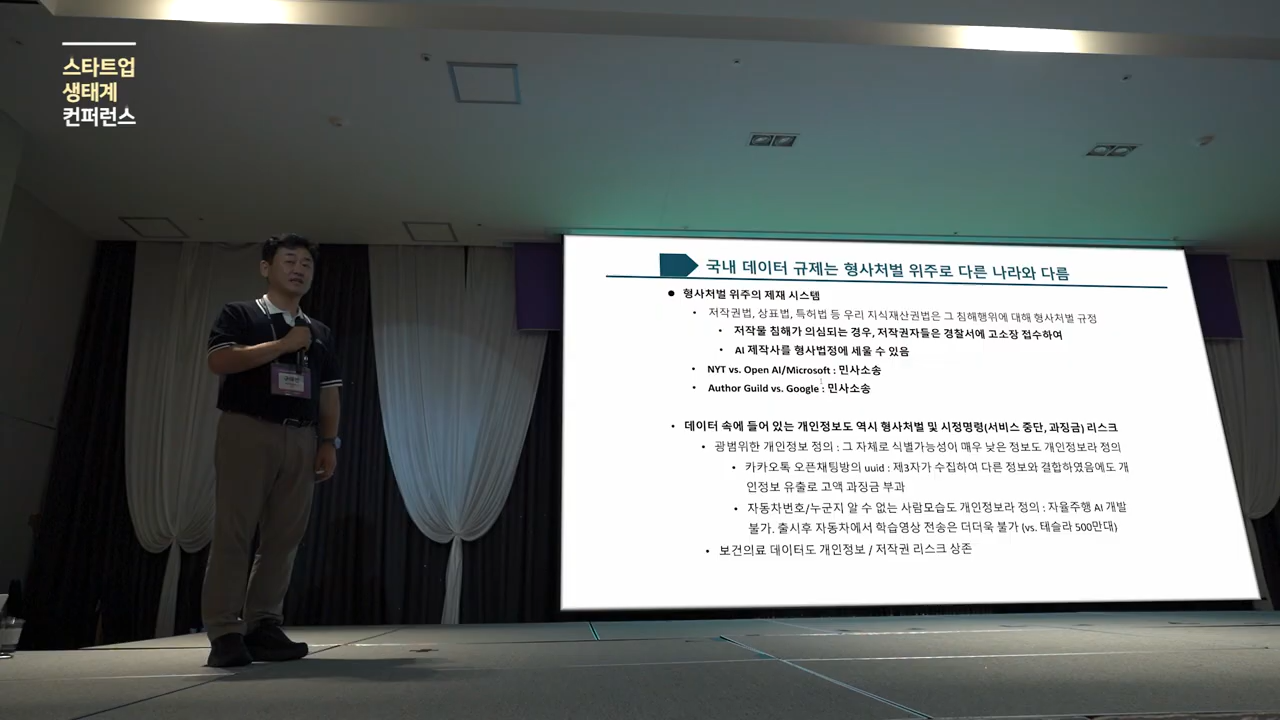 스타트업
생태계
컨퍼런스
국내 데이터 규제는 형사처벌 위주로 다른 나라와 다름
● 형사처벌 위주의 제재 시스템
• 저작권법, 상표법, 특허법 등 우리 지식재산권법은 그 침해행위에 대해 형사처벌 규정
• 저작물 침해가 의심되는 경우, 저작권자들은 경찰서에 고소장 접수하여
• AI 제작사를 형사법정에 세울 수 있음
• NYT vs. Open AI/Microsoft : 민사소송
• Author Guild vs. Google : 민사소송
• 데이터 속에 들어 있는 개인정보도 역시 형사처벌 및 시정명령(서비스 중단, 과징금) 리스크
• 광범위한 개인정보 정의 : 그 자체로 식별가능성이 매우 낮은 정보도 개인정보라 정의
• 카카오톡 오픈채팅방의 uuid : 제3자가 수집하여 다른 정보와 결합하였음에도 개
인정보 유출로 고액 과징금 부과
• 자동차번호/누군지 알 수 없는 사람모습도 개인정보라 정의 : 자율주행 AI 개발
불가. 출시후 자동차에서 학습영상 전송은 더더욱 불가 (vs. 테슬라 500만대)
• 보건의료 데이터도 개인정보 / 저작권 리스크 상존